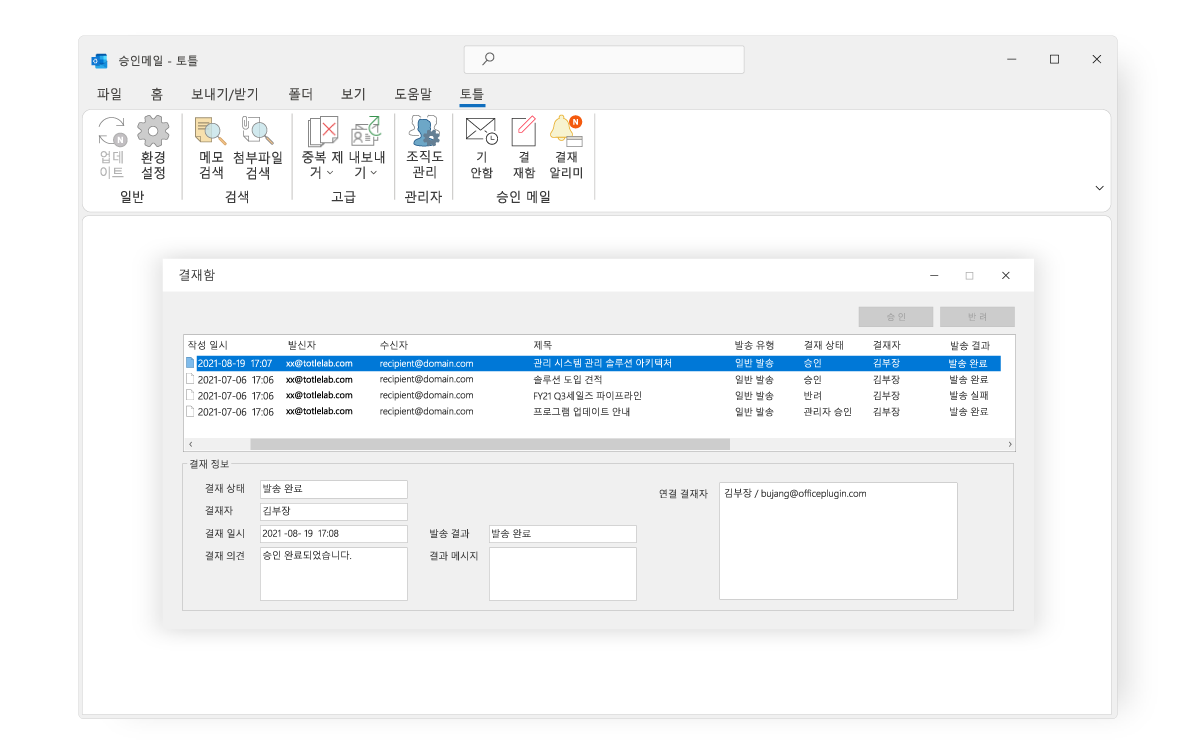 승인메일 - 토틀
파일 홈 보내기/받기 폴더 보기 도움말 토틀
업데이트 환경 설정 메모 검색 첨부파일 검색 중복 제거 내보내기 조직도 관리 기안함 결재함 결재 알리미
일반 검색 고급 관리자 승인 메일
결재함
승인 반려
작성 일시 발신자 수신자 제목 발송 유형 결재 상태 결재자 발송 결과
2021-08-19 17:07 xx@totlelab.com recipient@domain.com 관리 시스템 관리 솔루션 아키텍처 일반 발송 승인 김부장 발송 완료
2021-07-06 17:06 xx@totlelab.com recipient@domain.com 솔루션 도입 견적 일반 발송 승인 김부장 발송 완료
2021-07-06 17:06 xx@totlelab.com recipient@domain.com FY21 Q3세일즈 파이프라인 일반 발송 반려 김부장 발송 실패
2021-07-06 17:06 xx@totlelab.com recipient@domain.com 프로그램 업데이트 안내 일반 발송 관리자 승인 김부장 발송 완료
결재 정보
결재 상태 발송 완료 연결 결재자 김부장 / bujang@officeplugin.com
결재자 김부장
결재 일시 2021 -08- 19 17:08 발송 결과 발송 완료
결재 의견 승인 완료되었습니다. 결과 메시지